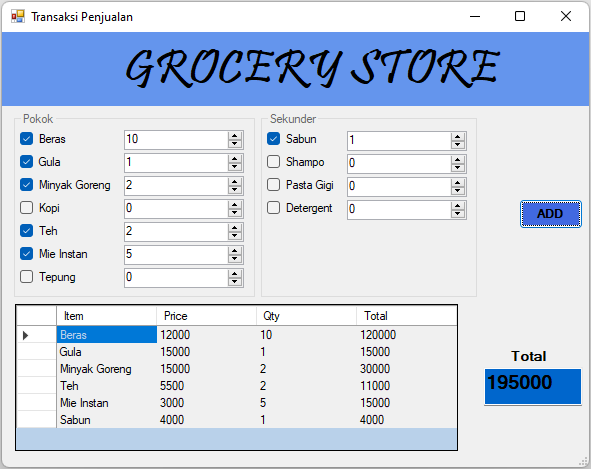 Transaksi Penjualan
GROCERY STORE
Pokok
Beras 10
Gula 1
Minyak Goreng 2
Kopi 0
Teh 2
Mie Instan 5
Tepung 0
Sekunder
Sabun 1
Shampo 0
Pasta Gigi 0
Detergent 0
ADD
Item Price Qty Total
Beras 12000 10 120000
Gula 15000 1 15000
Minyak Goreng 15000 2 30000
Teh 5500 2 11000
Mie Instan 3000 5 15000
Sabun 4000 1 4000
Total
195000